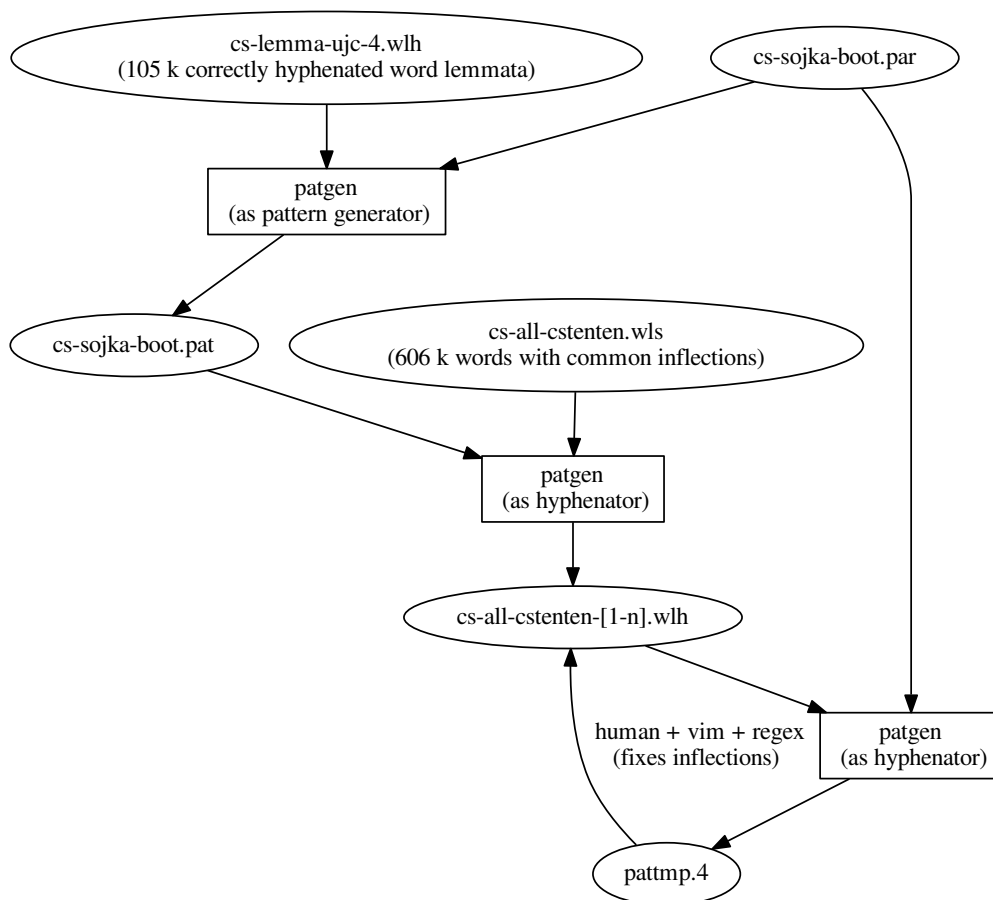 cs-lemma-ujc-4.wlh
(105 k correctly hyphenated word lemmata)
cs-sojka-boot.par
patgen
(as pattern generator)
cs-sojka-boot.pat
cs-all-cstenten.wls
(606 k words with common inflections)
patgen
(as hyphenator)
cs-all-cstenten-[1-n].wlh
human + vim + regex
(fixes inflections)
patgen
(as hyphenator)
pattmp.4